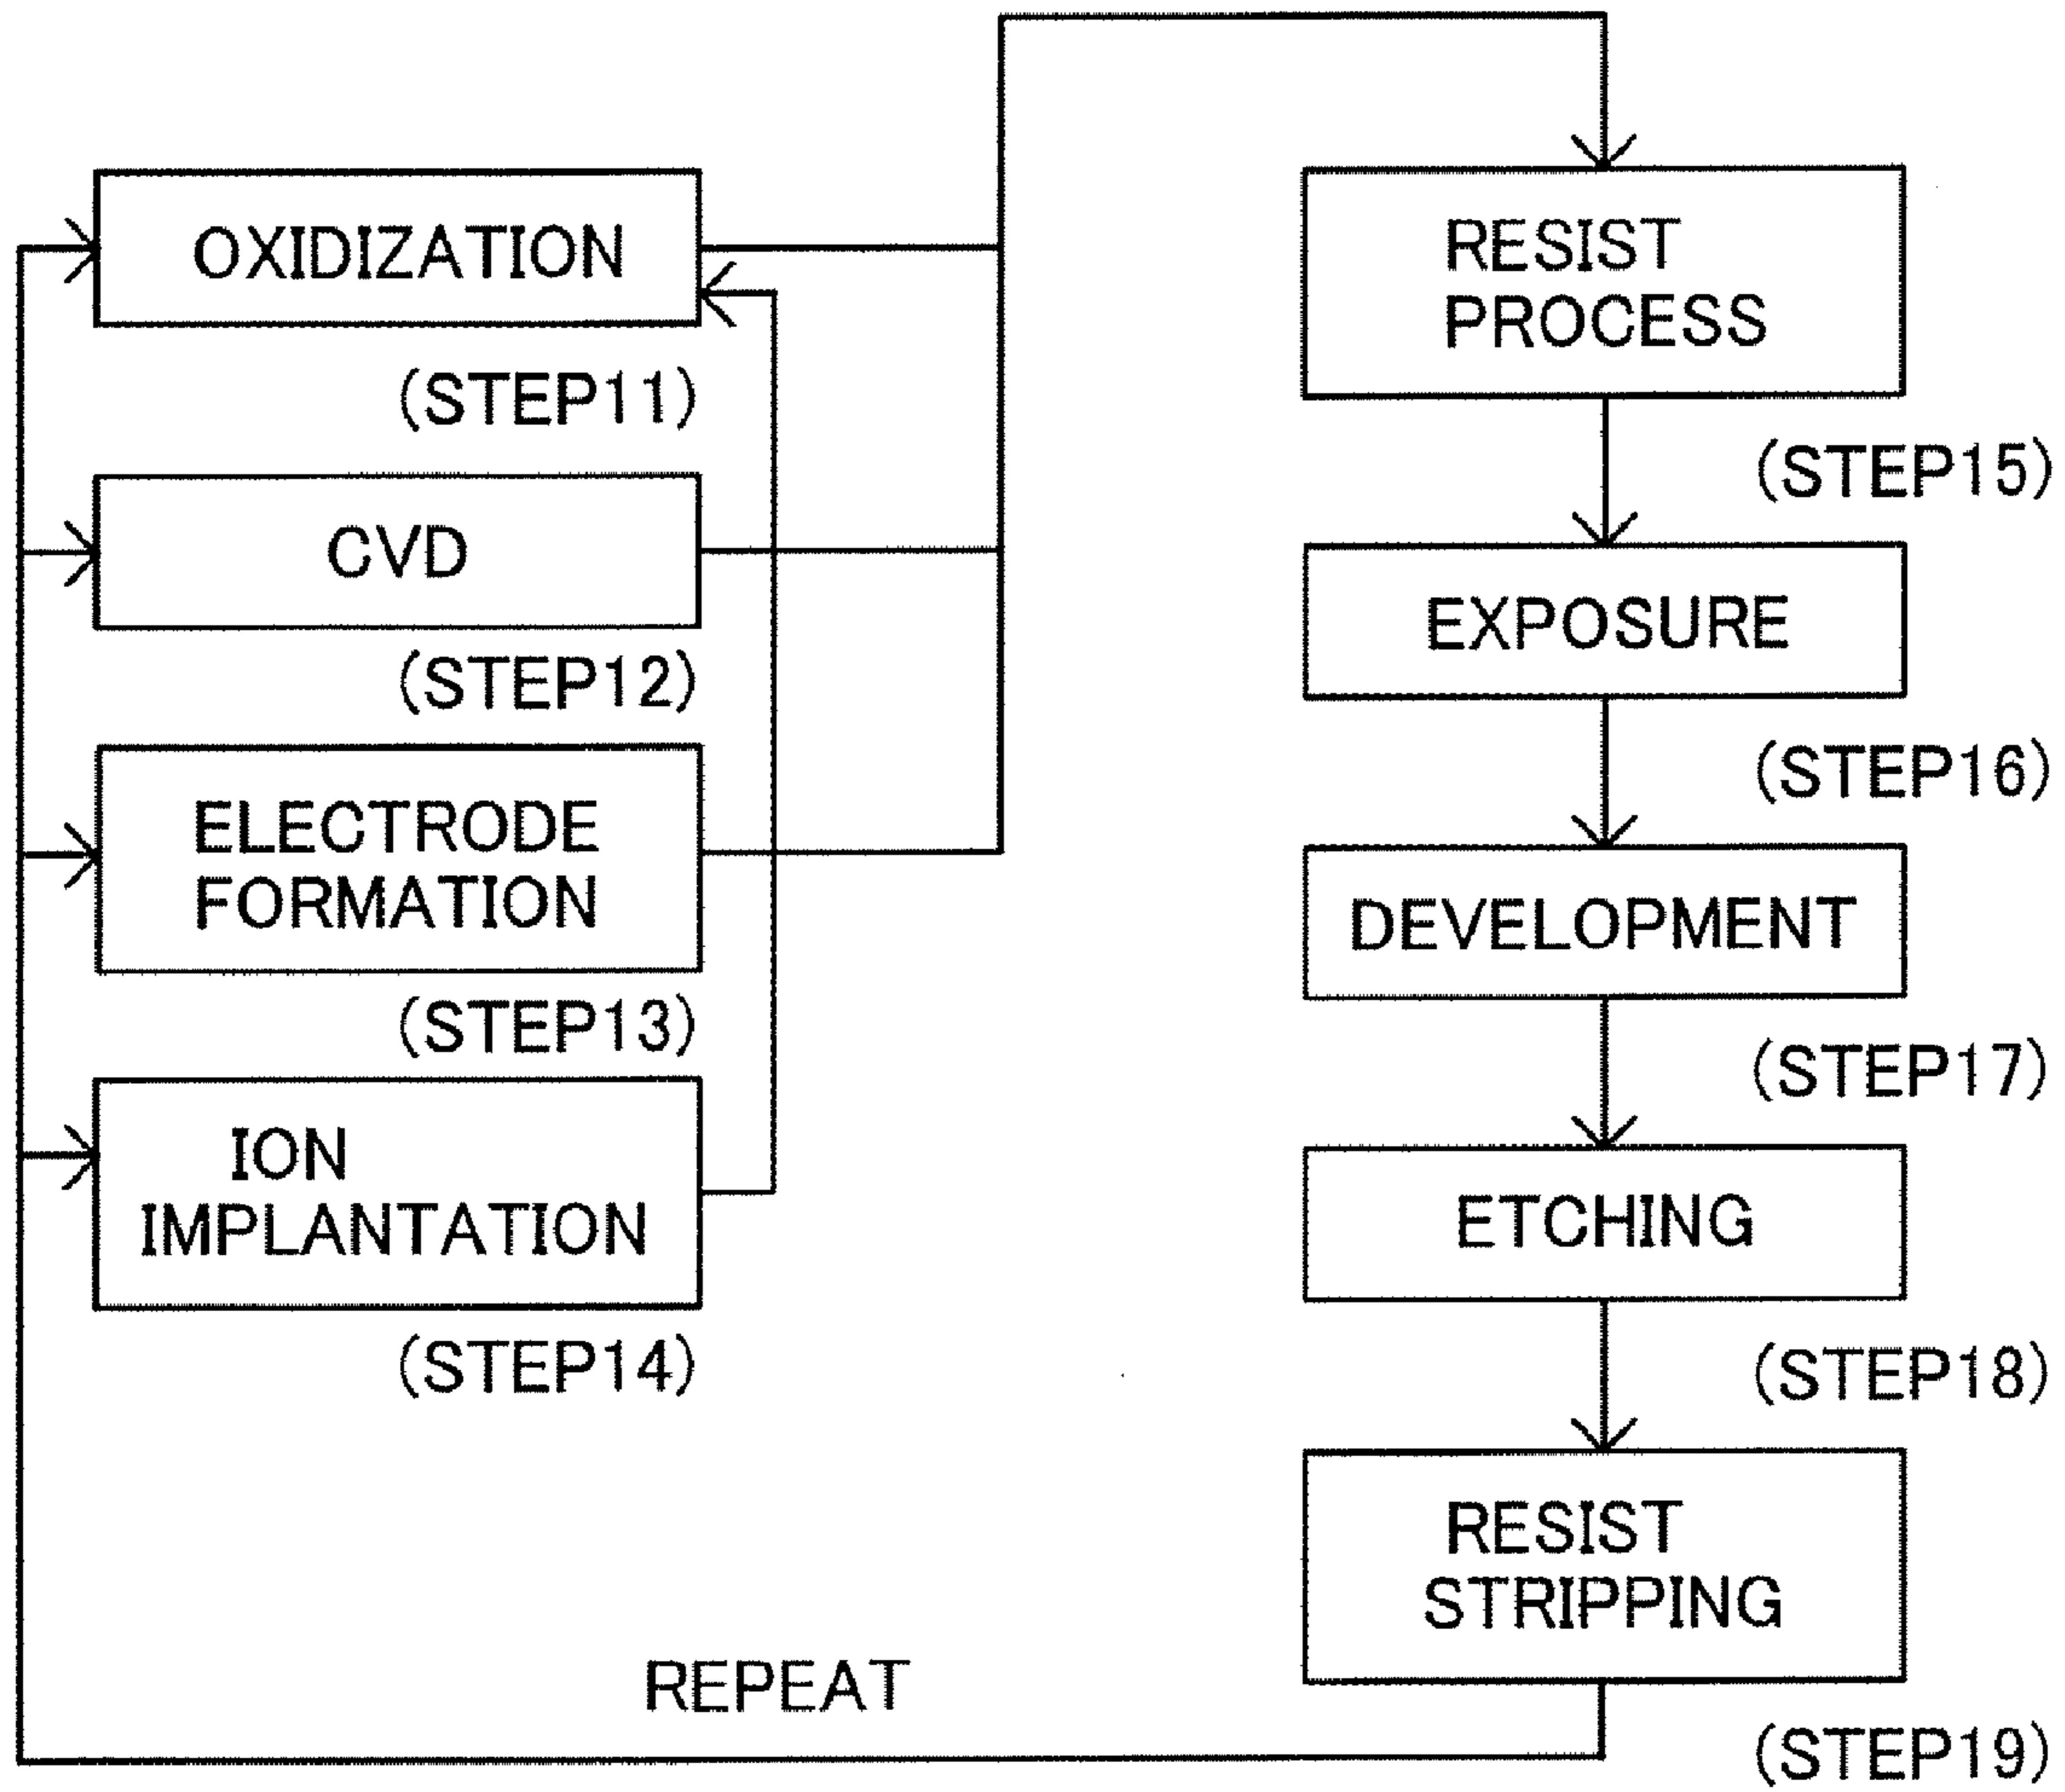 OXIDIZATION
(STEP11)
CVD
(STEP12)
ELECTRODE
FORMATION
(STEP13)
ION
IMPLANTATION
(STEP14)
RESIST
PROCESS
(STEP15)
EXPOSURE
(STEP16)
DEVELOPMENT
(STEP17)
ETCHING
(STEP18)
RESIST
STRIPPING
(STEP19)
REPEAT